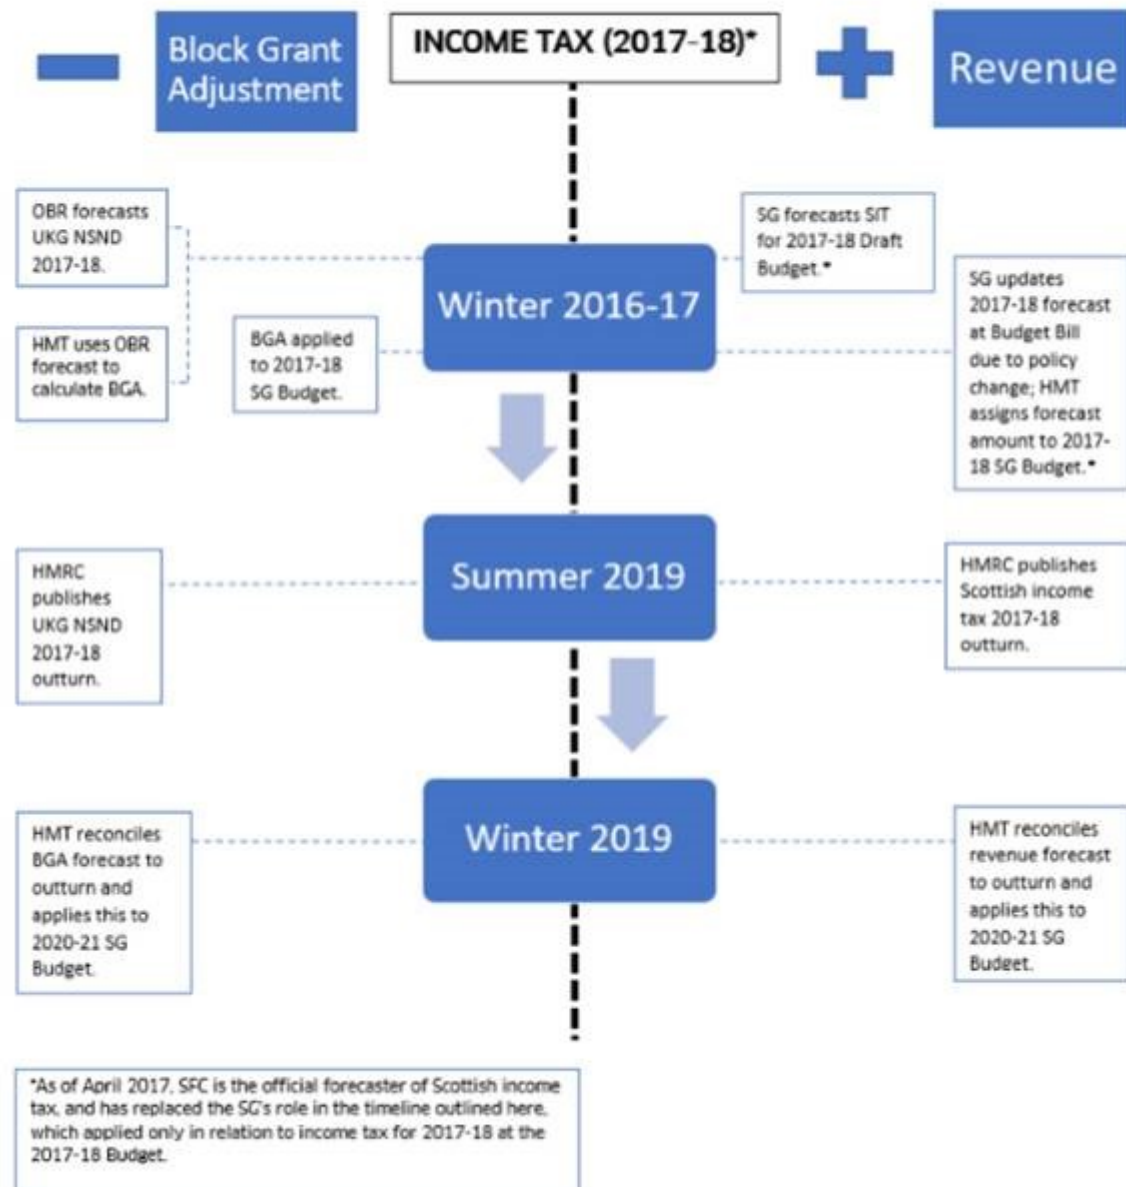 Block Grant
Adjustment
INCOME TAX (2017-18)*
Revenue
OBR forecasts
UKG NSND
2017-18.
HMT uses OBR
forecast to
calculate BGA.
BGA applied
to 2017-18
SG Budget.
Winter 2016-17
SG forecasts SIT
for 2017-18 Draft
Budget.*
SG updates
2017-18 forecast
at Budget Bill
due to policy
change; HMT
assigns forecast
amount to 2017-
18 SG Budget.*
HMRC
publishes
UKG NSND
2017-18
outturn.
Summer 2019
HMRC publishes
Scottish income
tax 2017-18
outturn.
HMT reconciles
BGA forecast to
outturn and
applies this to
2020-21 SG
Budget.
Winter 2019
HMT reconciles
revenue forecast
to outturn and
applies this to
2020-21 SG
Budget.
*As of April 2017, SFC is the official forecaster of Scottish income
tax, and has replaced the SG's role in the timeline outlined here,
which applied only in relation to income tax for 2017-18 at the
2017-18 Budget.